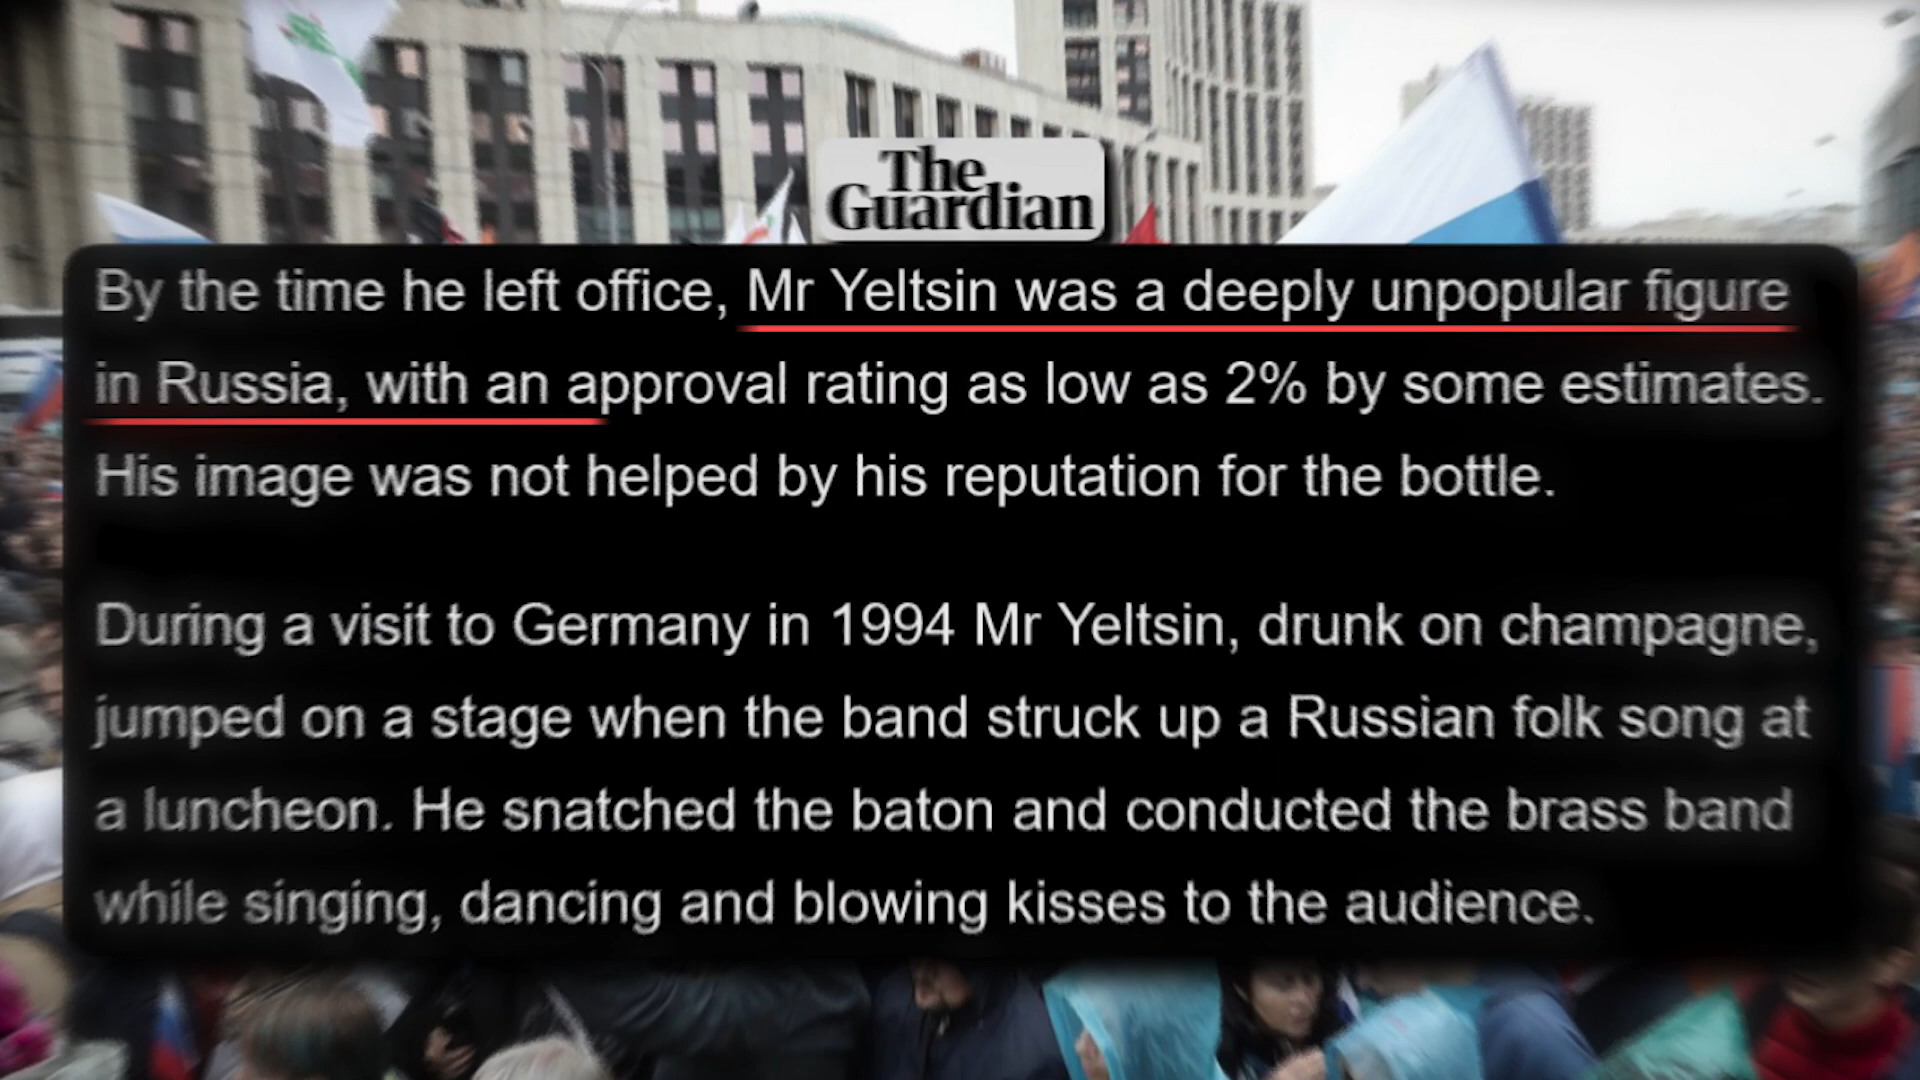 The
Guardian
By the time he left office, Mr Yeltsin was a deeply unpopular figure
in Russia, with an approval rating as low as 2% by some estimates.
His image was not helped by his reputation for the bottle.
During a visit to Germany in 1994 Mr Yeltsin, drunk on champagne,
jumped on a stage when the band struck up a Russian folk song at
a luncheon. He snatched the baton and conducted the brass band
while singing, dancing and blowing kisses to the audience.